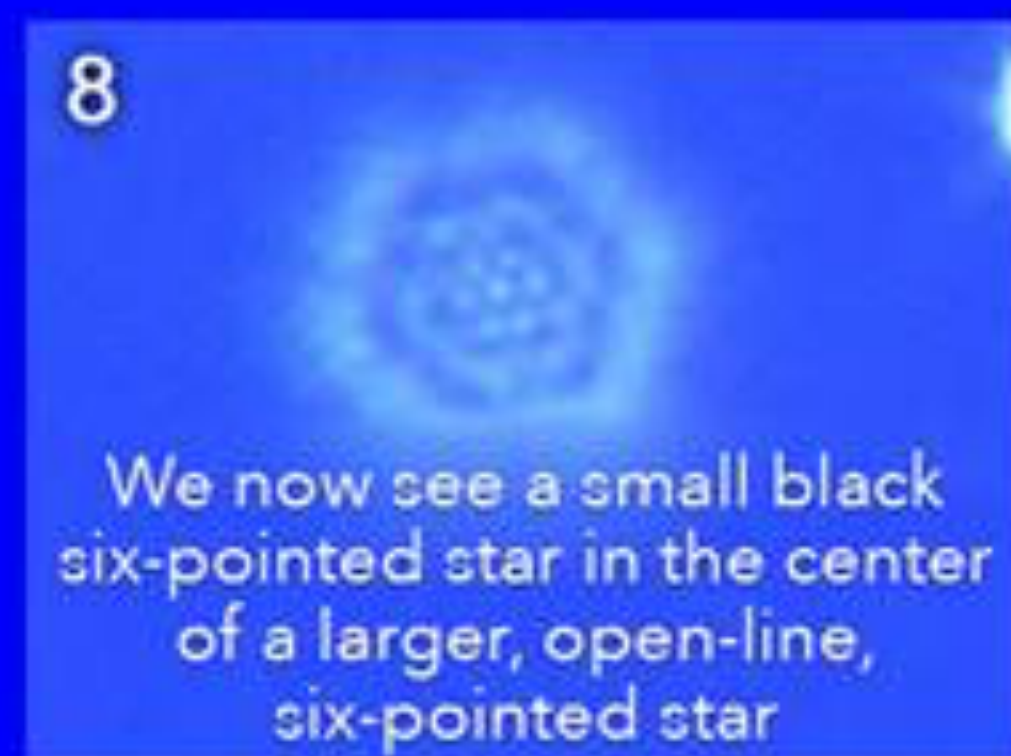 8
We now see a small black
six-pointed star in the center
of a larger, open-line,
six-pointed star